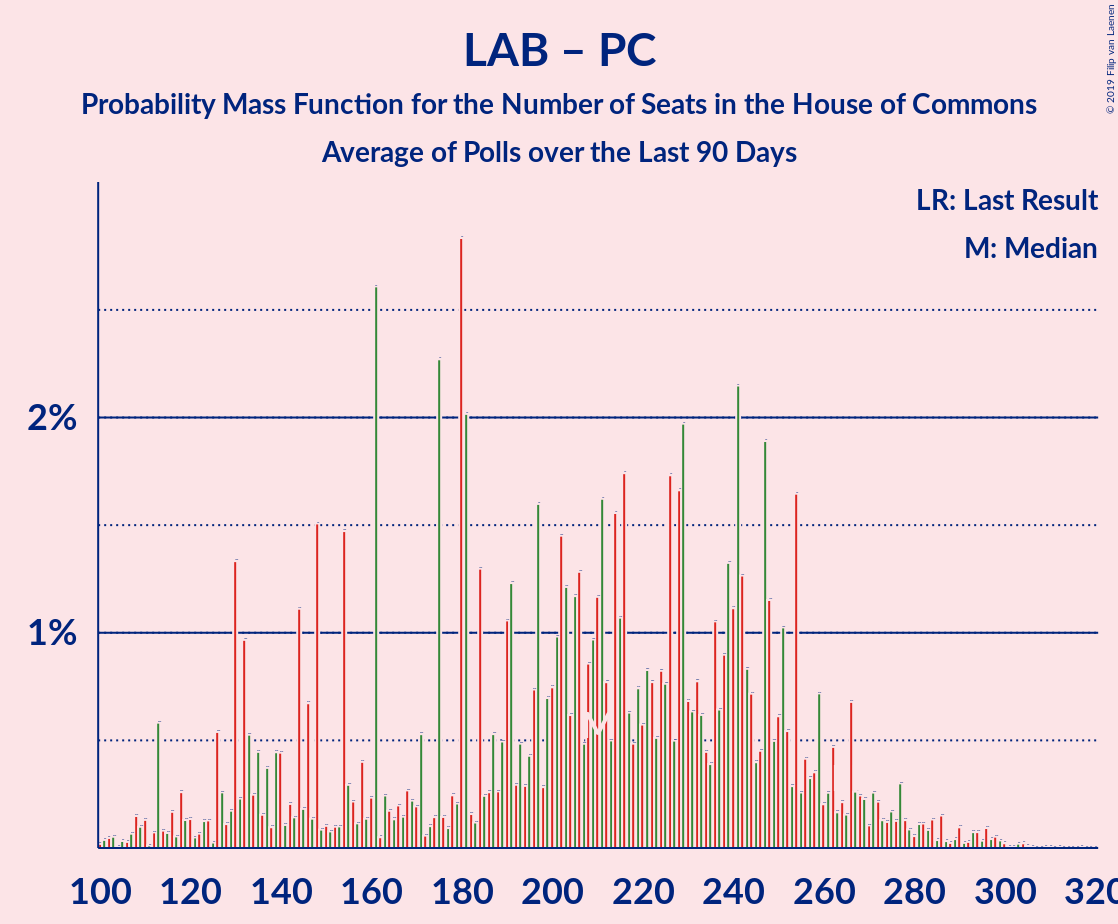 LAB – PC
Probability Mass Function for the Number of Seats in the House of Commons
Average of Polls over the Last 90 Days
© 2019 Filip van Laenen
LR: Last Result
M: Median
2%
1%
100 120 140 160 180 200 220 240 260 280 300 320